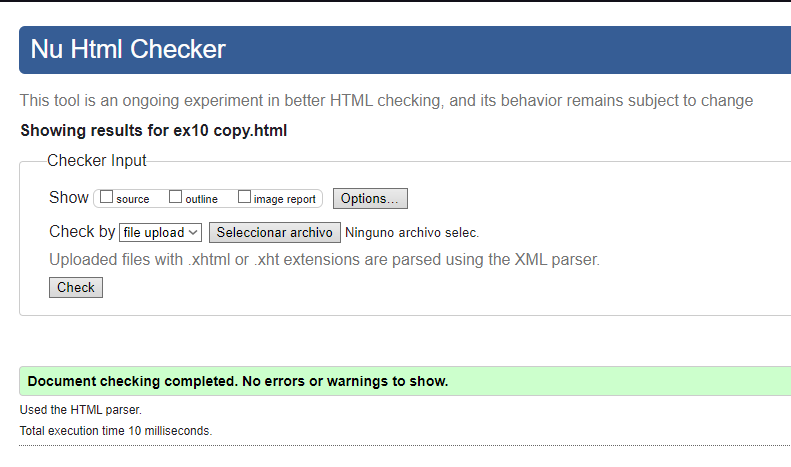 Nu Html Checker
This tool is an ongoing experiment in better HTML checking, and its behavior remains subject to change
Showing results for ex10 copy.html
Checker Input
Show source outline image report Options...
Check by file upload Seleccionar archivo Ninguno archivo selec.
Uploaded files with .xhtml or .xht extensions are parsed using the XML parser.
Check
Document checking completed. No errors or warnings to show.
Used the HTML parser.
Total execution time 10 milliseconds.